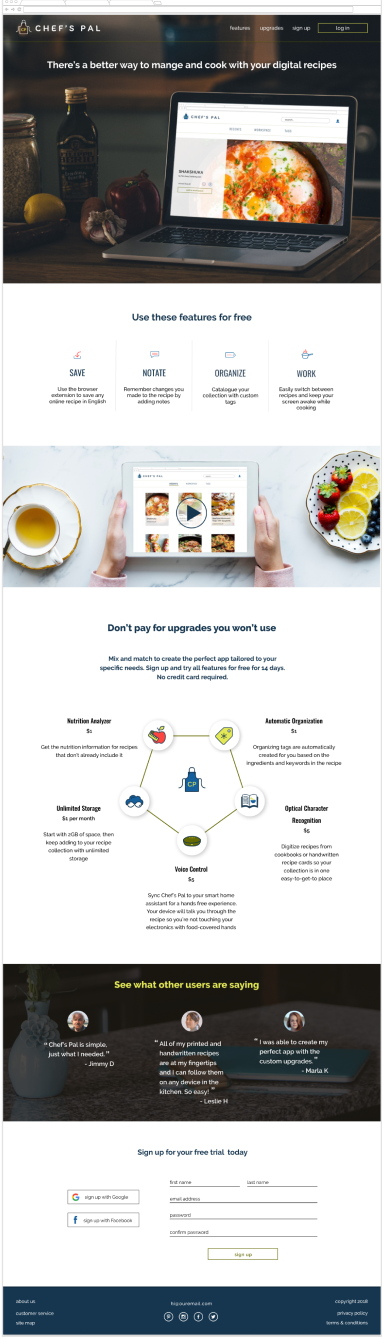 CHEF'S PAL
features upgrades sign up log in
There's a better way to mange and cook with your digital recipes
CHEF'S PAL
SHAKSHUKA
Use these features for free
SAVE
Use the browser
extension to save any
online recipe in English
NOTATE
Remember changes you
made to the recipe by
adding notes
ORGANIZE
Catalogue your
collection with custom
tags
WORK
Easily switch between
recipes and keep your
screen awake while
cooking
CHEF'S PAL
Don't pay for upgrades you won't use
Mix and match to create the perfect app tailored to your
specific needs. Sign up and try all features for free for 14 days.
No credit card required.
Nutrition Analyzer
$1
Get the nutrition information for recipes
that don't already include it
Automatic Organization
$1
Organizing tags are automatically
created for you based on the
ingredients and keywords in the recipe
CP
Unlimited Storage
$1 per month
Start with 2GB of space, then
keep adding to your recipe
collection with unlimited
storage
Optical Character
Recognition
$5
Digitize recipes from
cookbooks or handwritten
recipe cards so your
collection is in one
easy-to-get-to place
Voice Control
$5
Sync Chef's Pal to your smart home
assistant for a hands free experience.
Your device will talk you through the
recipe so you're not touching your
electronics with food-covered hands
See what other users are saying
"Chef's Pal is simple,
just what I needed."
- Jimmy D
"All of my printed and
handwritten recipes
are at my fingertips
and I can follow them
on any device in the
kitchen. So easy!"
- Leslie H
"I was able to create my
perfect app with the
custom upgrades."
- Marla K
Sign up for your free trial today
sign up with Google
sign up with Facebook
first name last name
email address
password
confirm password
sign up
about us
customer service
site map
copyright 2018
privacy policy
terms & conditions